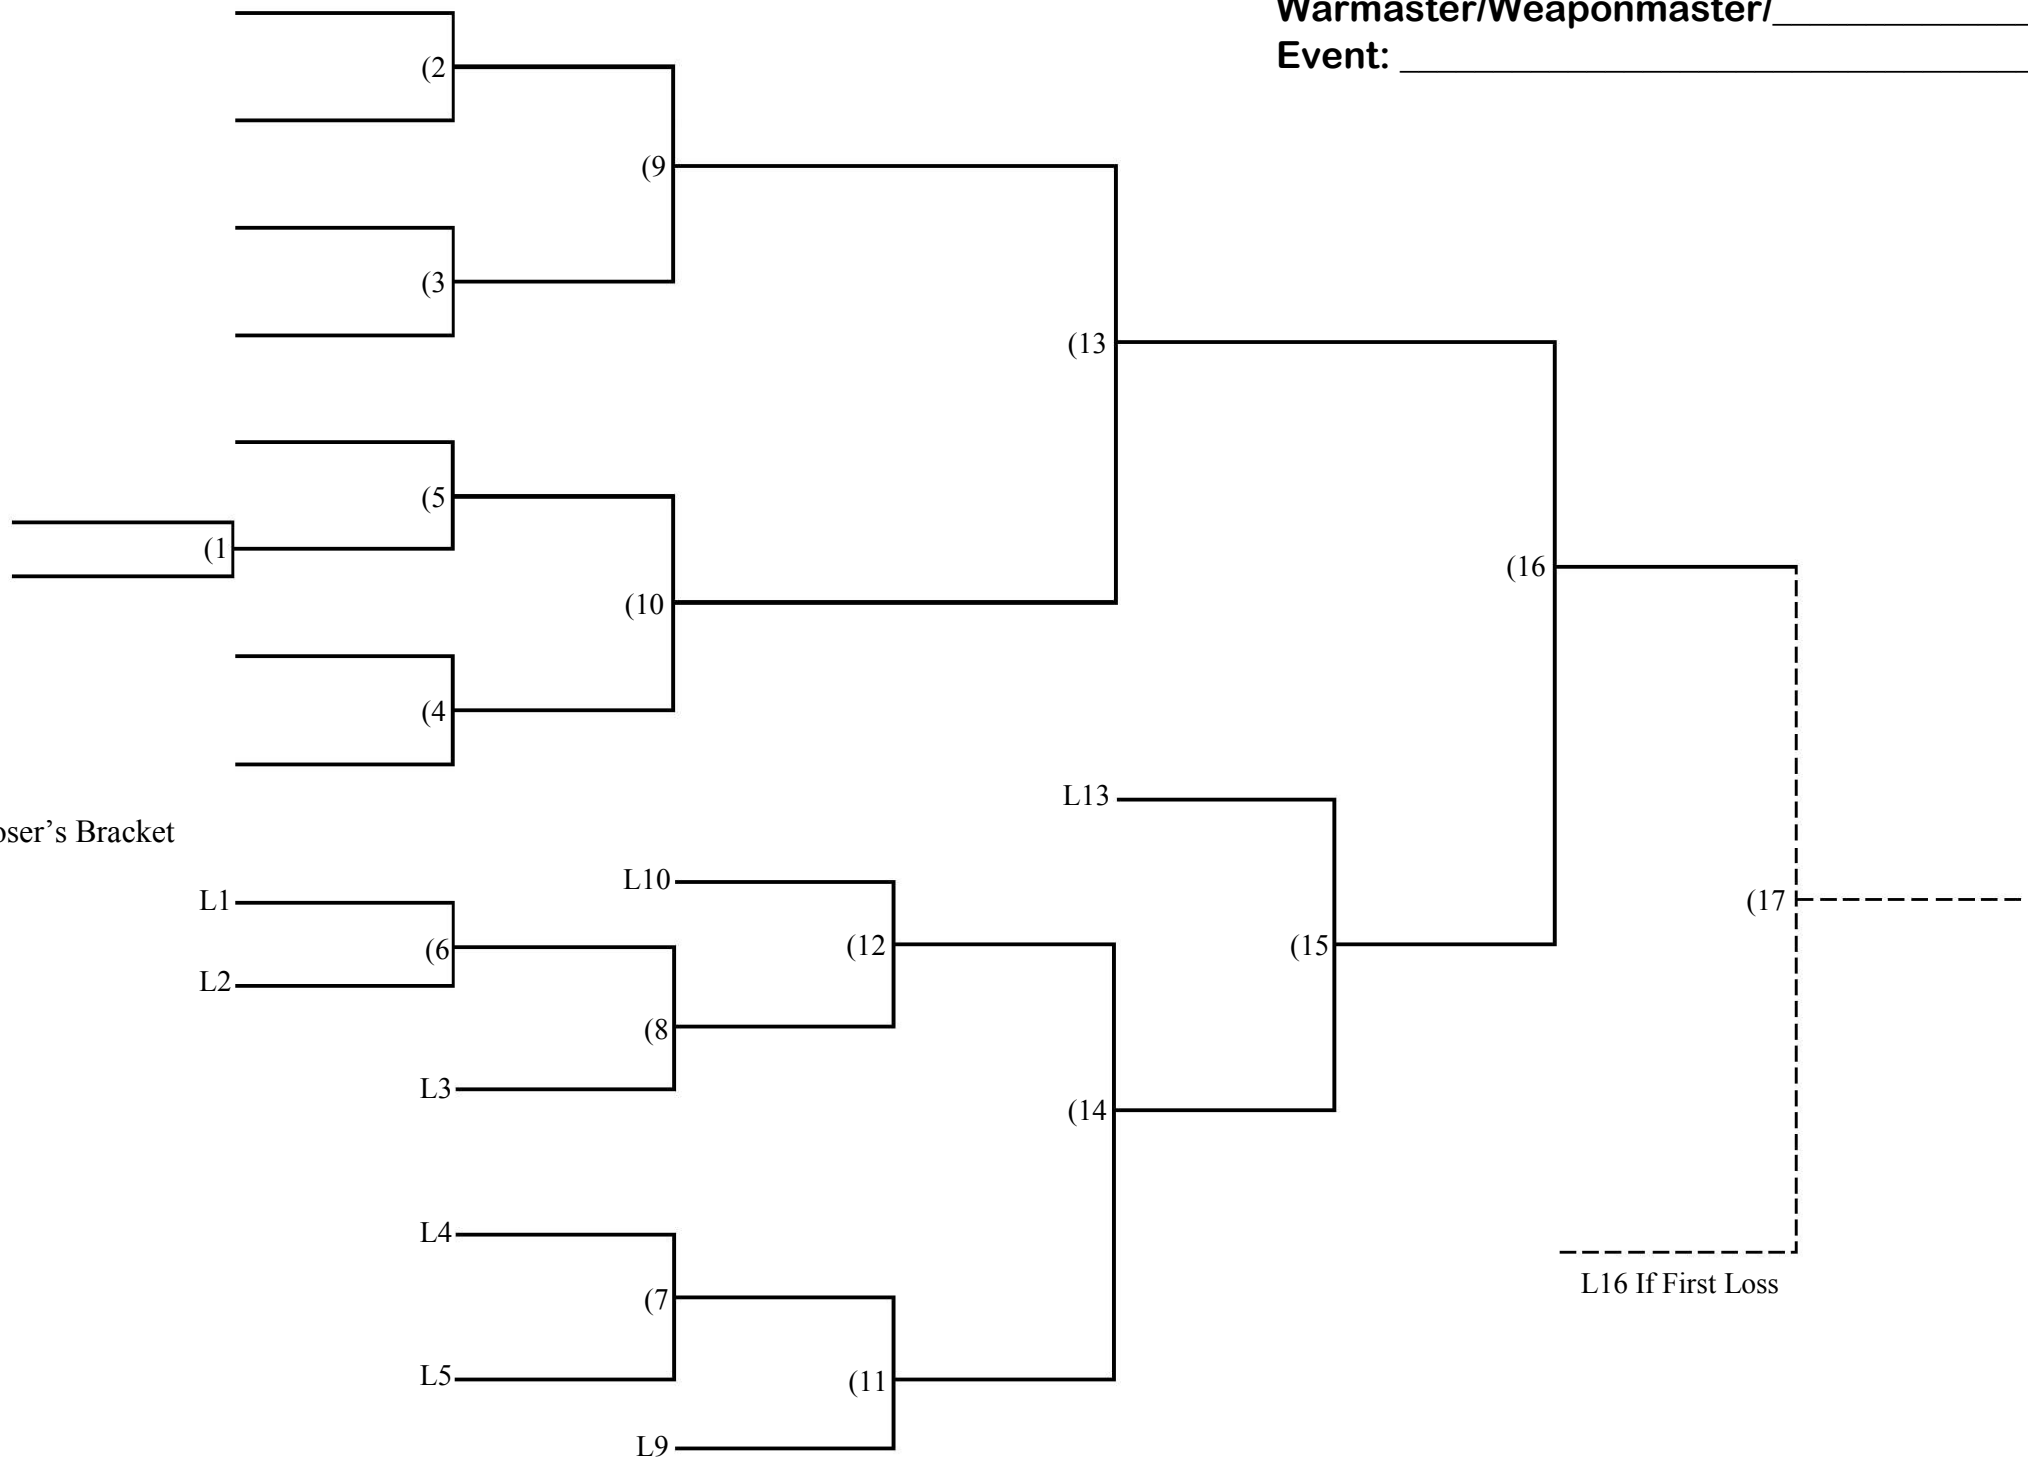 Warmaster/Weaponmaster/
Event:
(2
(9
(3
(13
(5
(1
(16
(10
(4
L13
oser’s Bracket
L10
L1
(17
(12
(15
(6
L2
(8
L3
(14
L4
L16 If First Loss
(7
L5
(11
L9